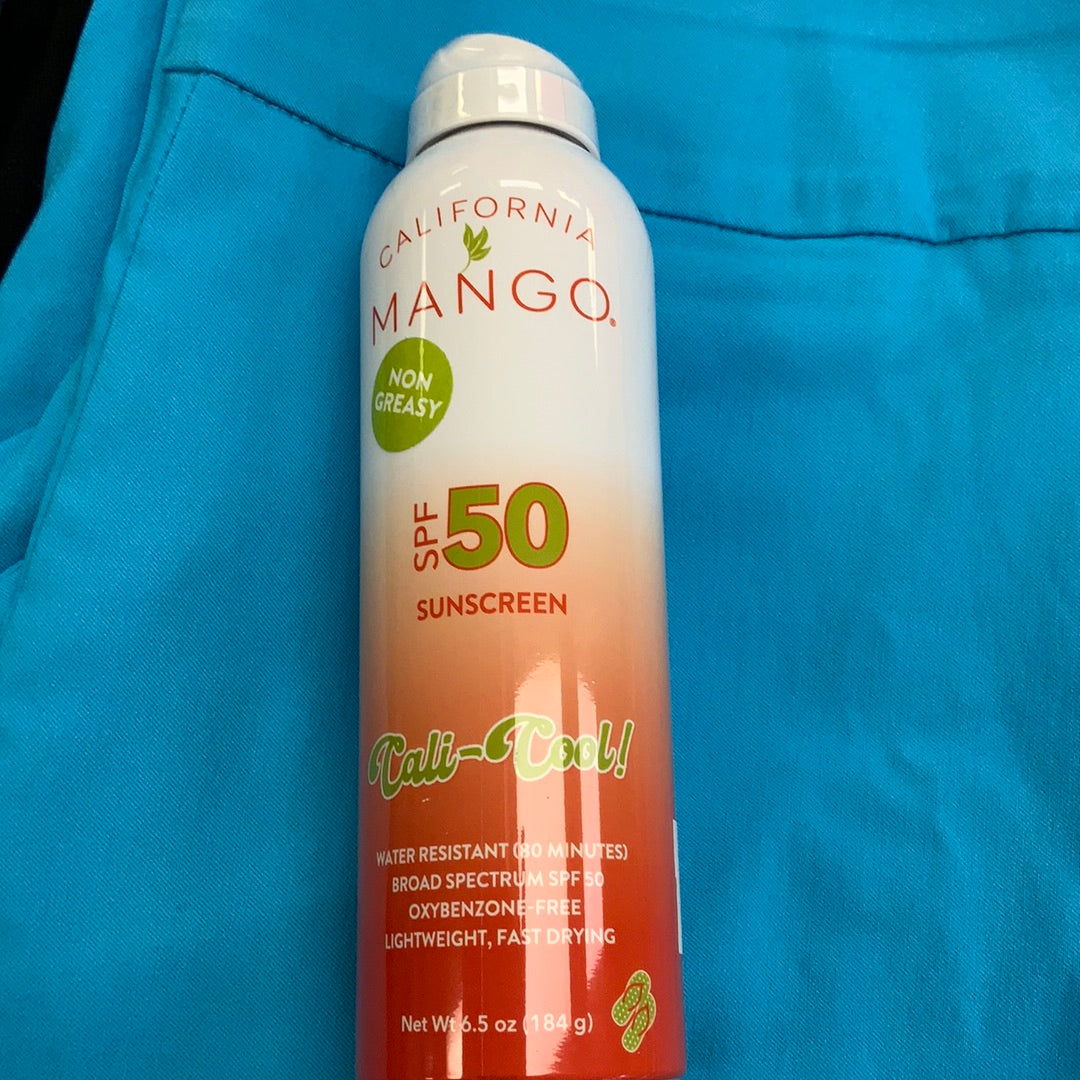 CALIFORNIA
MANGO®
NON
GREASY
SPF 50
SUNSCREEN
Cali-Cool!
WATER RESISTANT (80 MINUTES)
BROAD SPECTRUM SPF 50
OXYBENZONE-FREE
LIGHTWEIGHT, FAST DRYING
Net Wt 6.5 oz (184 g)